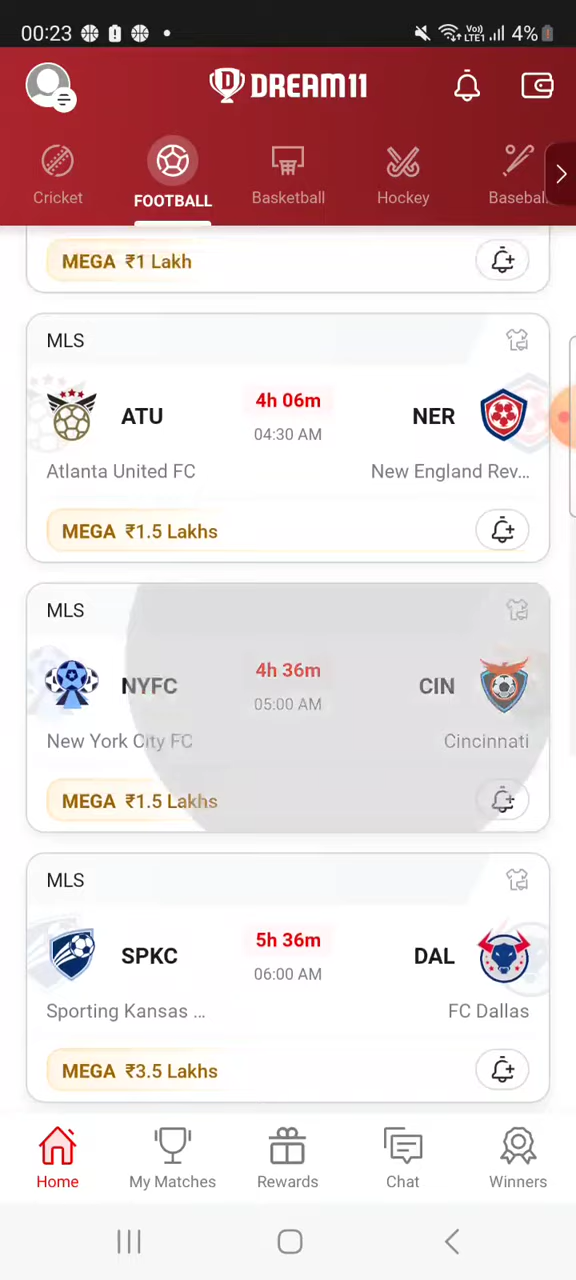 00:23
Vo) LTE1 4%
DREAM11
Cricket FOOTBALL Basketball Hockey Basebal
MEGA ₹1 Lakh
MLS
ATU 4h 06m NER
04:30 AM
Atlanta United FC New England Rev...
MEGA ₹1.5 Lakhs
MLS
NYFC 4h 36m CIN
05:00 AM
New York City FC Cincinnati
MEGA ₹1.5 Lakhs
MLS
SPKC 5h 36m DAL
06:00 AM
Sporting Kansas ... FC Dallas
MEGA ₹3.5 Lakhs
Home My Matches Rewards Chat Winners